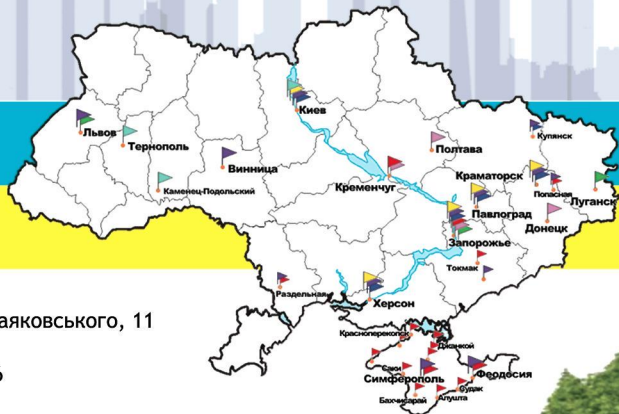 Киев
Львов
Тернополь
Винница
Каменец-Подольский
Полтава
Кременчуг
Купянск
Краматорск
Попасная
Луганск
Павлоград
Донецк
Запорожье
Токмак
Раздельная
Херсон
Красноперекопск
Джанкой
Саки
Симферополь
Феодосия
Судак
Бахчисарай
Алушта
аяковського, 11